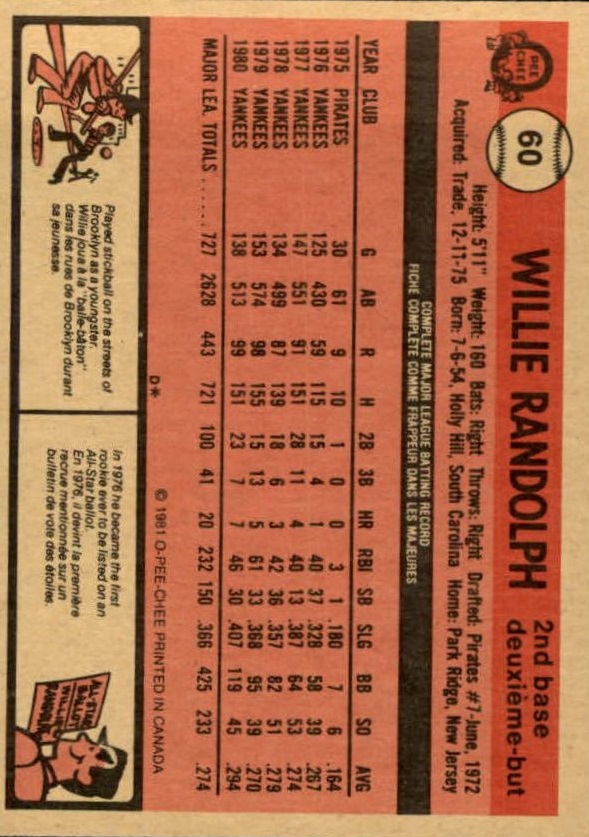 O
PEE
CHEE
60
WILLIE RANDOLPH
2nd base
deuxième-but
Height: 5'11" Weight: 160 Bats: Right Throws: Right Drafted: Pirates #7-June, 1972
Acquired: Trade, 12-11-75 Born: 7-6-54, Holly Hill, South Carolina Home: Park Ridge, New Jersey
COMPLETE MAJOR LEAGUE BATTING RECORD
FICHE COMPLÈTE COMME FRAPPEUR DANS LES MAJEURES
YEAR CLUB G AB R H 2B 3B HR RBI SB SLG BB SO AVG
1975 PIRATES 30 61 9 10 1 0 0 3 1 .180 7 6 .164
1976 YANKEES 125 430 59 115 15 4 1 40 37 .328 58 39 .267
1977 YANKEES 147 551 91 151 28 11 4 40 13 .387 64 53 .274
1978 YANKEES 134 499 87 139 18 6 3 42 36 .357 82 51 .279
1979 YANKEES 153 574 98 155 15 13 5 61 33 .368 95 39 .270
1980 YANKEES 138 513 99 151 23 7 7 46 30 .407 119 45 .294
MAJOR LEA. TOTALS . . . . . . 727 2628 443 721 100 41 20 232 150 .366 425 233 .274
D* © 1981 O-PEE-CHEE PRINTED IN CANADA
Played stickball on the streets of
Brooklyn as a youngster.
Willie joua à la "balle-bâton"
dans les rues de Brooklyn durant
sa jeunesse.
In 1976 he became the first
rookie ever to be listed on an
All-Star ballot.
En 1976, il devint la première
recrue mentionnée sur un
bulletin de vote des étoiles.
ALL-STAR
BALLOT
WILLIE
RANDOLPH